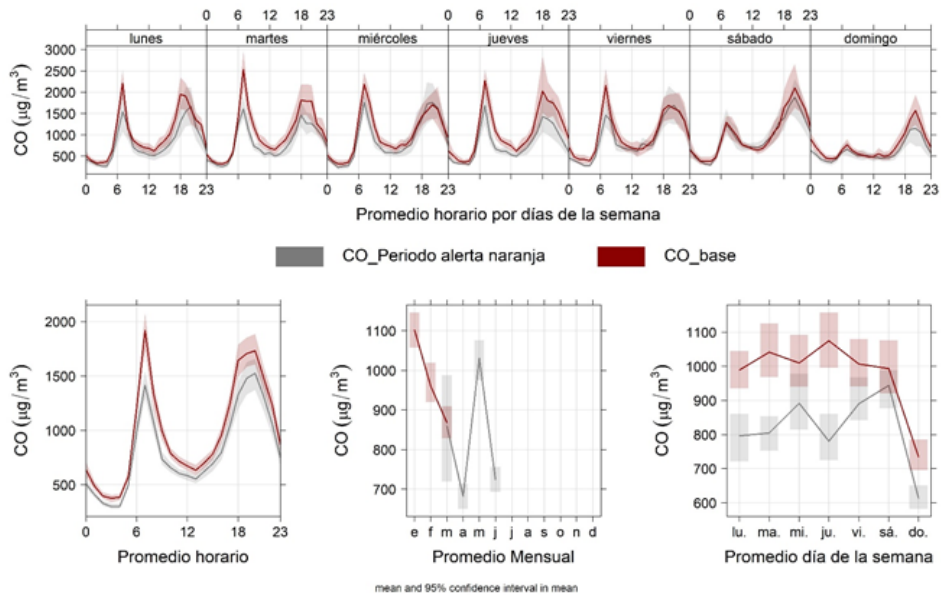 0 6 12 18 23 0 6 12 18 23 0 6 12 18 23
lunes martes miércoles jueves viernes sábado domingo
3000
2500
2000
1500
1000
500
CO (µg/m³)
0 6 12 18 23 0 6 12 18 23 0 6 12 18 23 0 6 12 18 23
Promedio horario por días de la semana
CO_Periodo alerta naranja CO_base
2000
1500
1000
500
CO (µg/m³)
0 6 12 18 23
Promedio horario
1100
1000
900
800
700
CO (µg/m³)
e f m a m j j a s o n d
Promedio Mensual
1100
1000
900
800
700
600
CO (µg/m³)
lu. ma. mi. ju. vi. sá. do.
Promedio día de la semana
mean and 95% confidence interval in mean